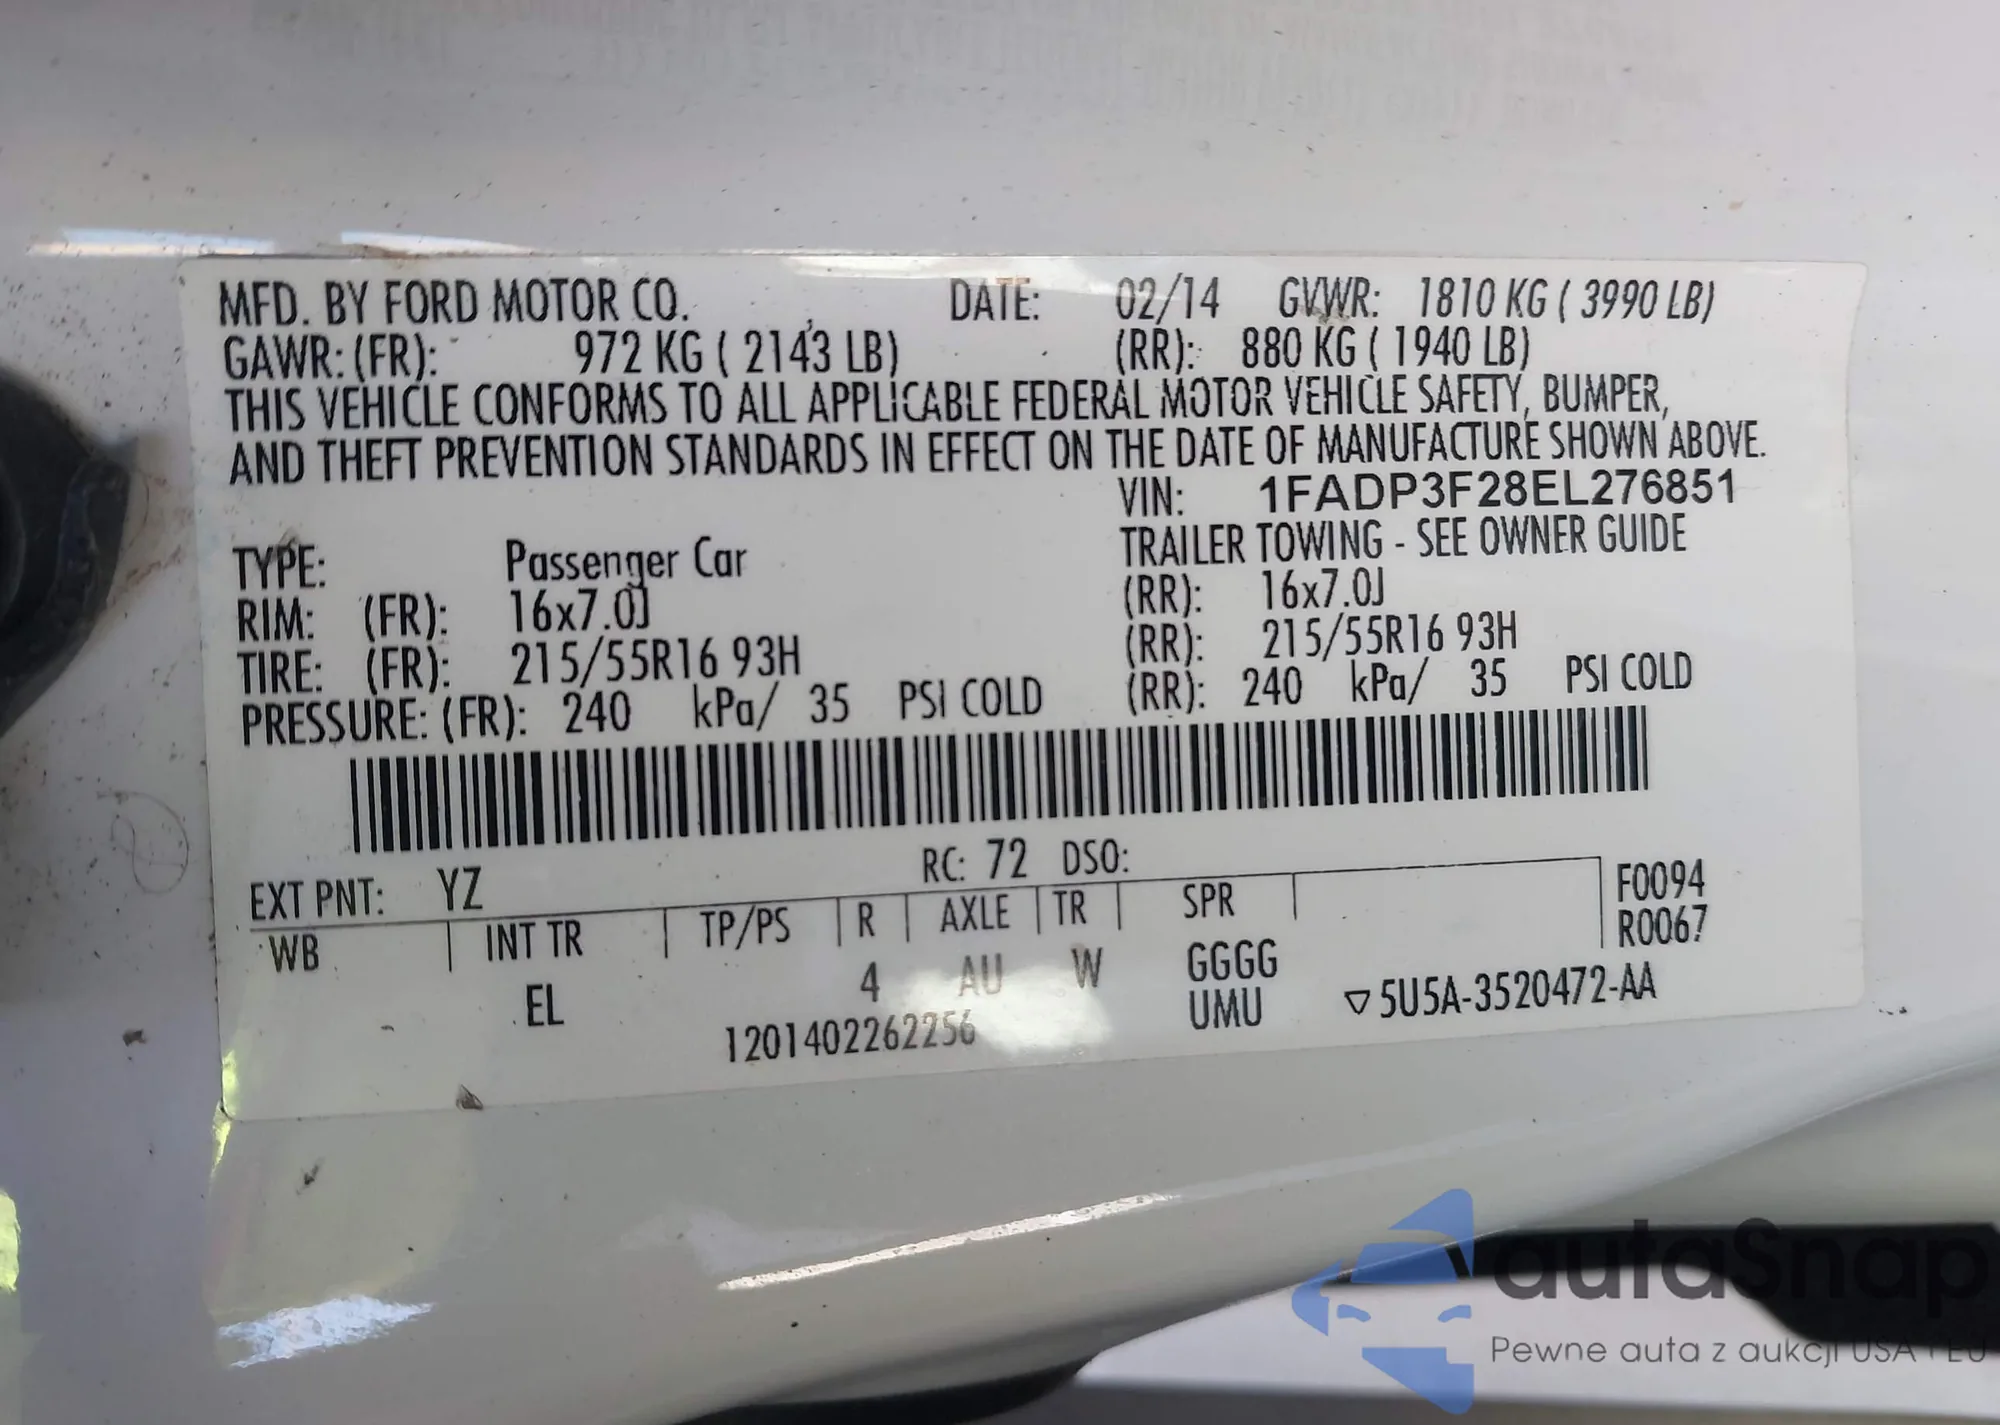 MFD. BY FORD MOTOR CO. DATE: 02/14 GVWR: 1810 KG ( 3990 LB)
GAWR: (FR): 972 KG ( 2143 LB) (RR): 880 KG ( 1940 LB)
THIS VEHICLE CONFORMS TO ALL APPLICABLE FEDERAL MOTOR VEHICLE SAFETY, BUMPER,
AND THEFT PREVENTION STANDARDS IN EFFECT ON THE DATE OF MANUFACTURE SHOWN ABOVE.
VIN: 1FADP3F28EL276851
TYPE: Passenger Car TRAILER TOWING - SEE OWNER GUIDE
RIM: (FR): 16x7.0J (RR): 16x7.0J
TIRE: (FR): 215/55R16 93H (RR): 215/55R16 93H
PRESSURE: (FR): 240 kPa/ 35 PSI COLD (RR): 240 kPa/ 35 PSI COLD
EXT PNT: YZ RC: 72 DSO:
WB INT TR TP/PS R AXLE TR SPR F0094
R0067
EL 4 AU W GGGG
1201402262256 UMU ▽5U5A-3520472-AA
autaSnap
Pewne auta z aukcji USA i EU